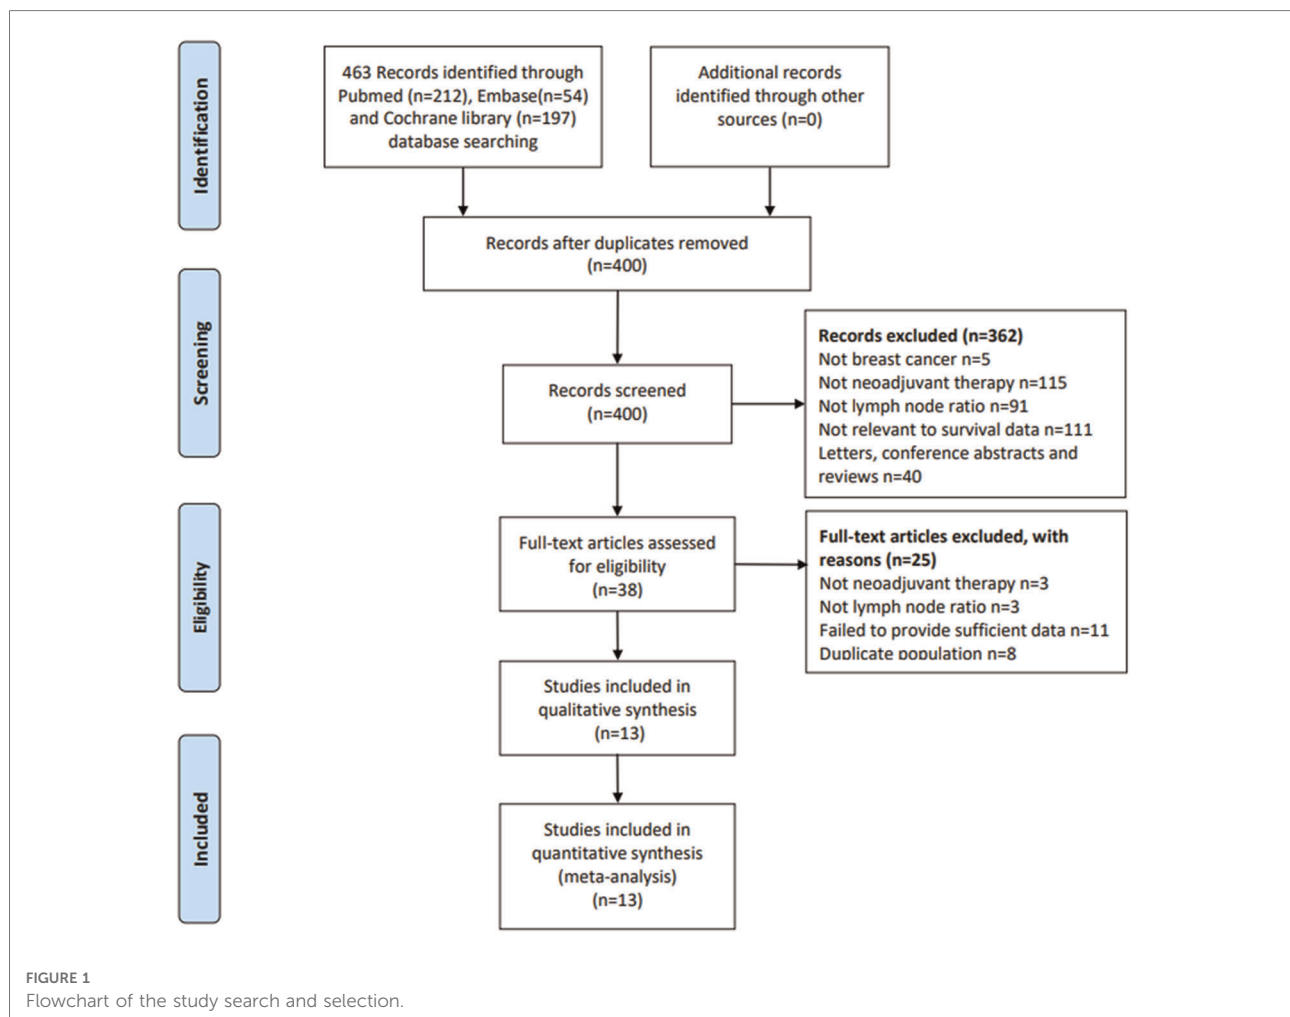 Identification
463 Records identified through
Pubmed (n=212), Embase(n=54)
and Cochrane library (n=197)
database searching
Additional records
identified through other
sources (n=0)
Records after duplicates removed
(n=400)
Screening
Records screened
(n=400)
Records excluded (n=362)
Not breast cancer n=5
Not neoadjuvant therapy n=115
Not lymph node ratio n=91
Not relevant to survival data n=111
Letters, conference abstracts and
reviews n=40
Eligibility
Full-text articles assessed
for eligibility
(n=38)
Full-text articles excluded, with
reasons (n=25)
Not neoadjuvant therapy n=3
Not lymph node ratio n=3
Failed to provide sufficient data n=11
Duplicate population n=8
Studies included in
qualitative synthesis
(n=13)
Included
Studies included in
quantitative synthesis
(meta-analysis)
(n=13)
FIGURE 1
Flowchart of the study search and selection.